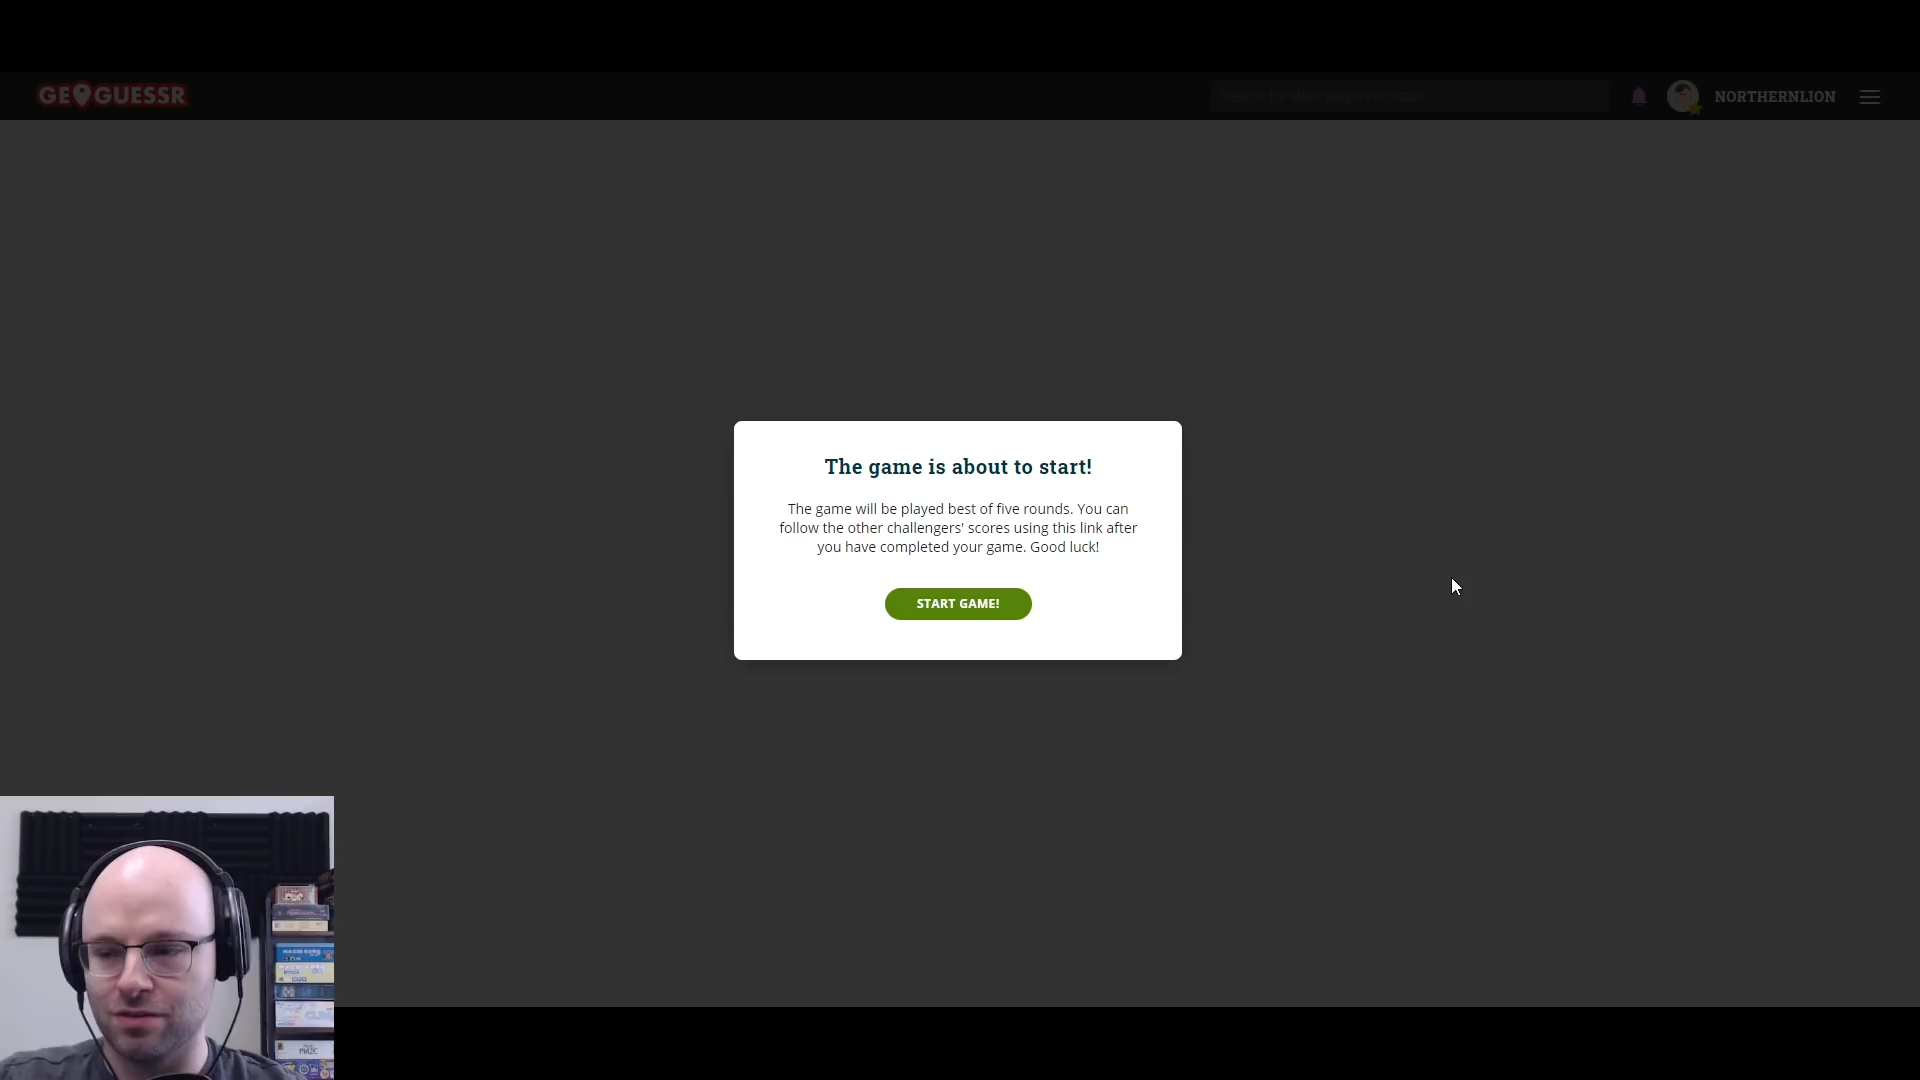 GEOGUESSR
NORTHERNLION
The game is about to start!
The game will be played best of five rounds. You can
follow the other challengers' scores using this link after
you have completed your game. Good luck!
START GAME!